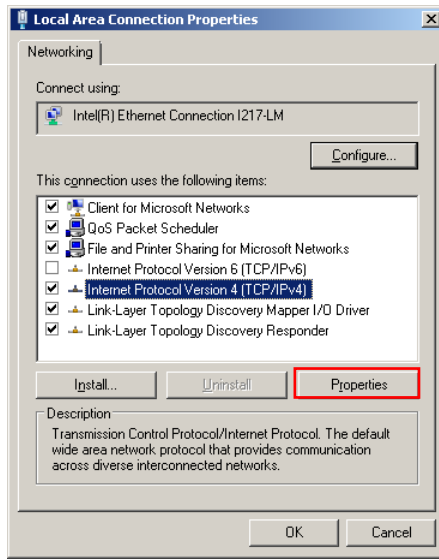 Local Area Connection Properties
Networking
Connect using:
Intel(R) Ethernet Connection I217-LM
Configure...
This connection uses the following items:
Client for Microsoft Networks
QoS Packet Scheduler
File and Printer Sharing for Microsoft Networks
Internet Protocol Version 6 (TCP/IPv6)
Internet Protocol Version 4 (TCP/IPv4)
Link-Layer Topology Discovery Mapper I/O Driver
Link-Layer Topology Discovery Responder
Install...
Uninstall
Properties
Description
Transmission Control Protocol/Internet Protocol. The default
wide area network protocol that provides communication
across diverse interconnected networks.
OK
Cancel